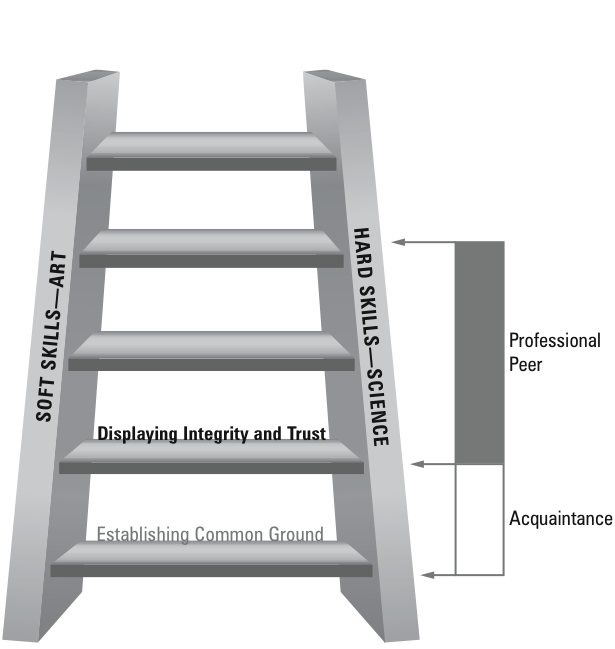 SOFT SKILLS—ART
HARD SKILLS—SCIENCE
Professional
Peer
Displaying Integrity and Trust
Acquaintance
Establishing Common Ground